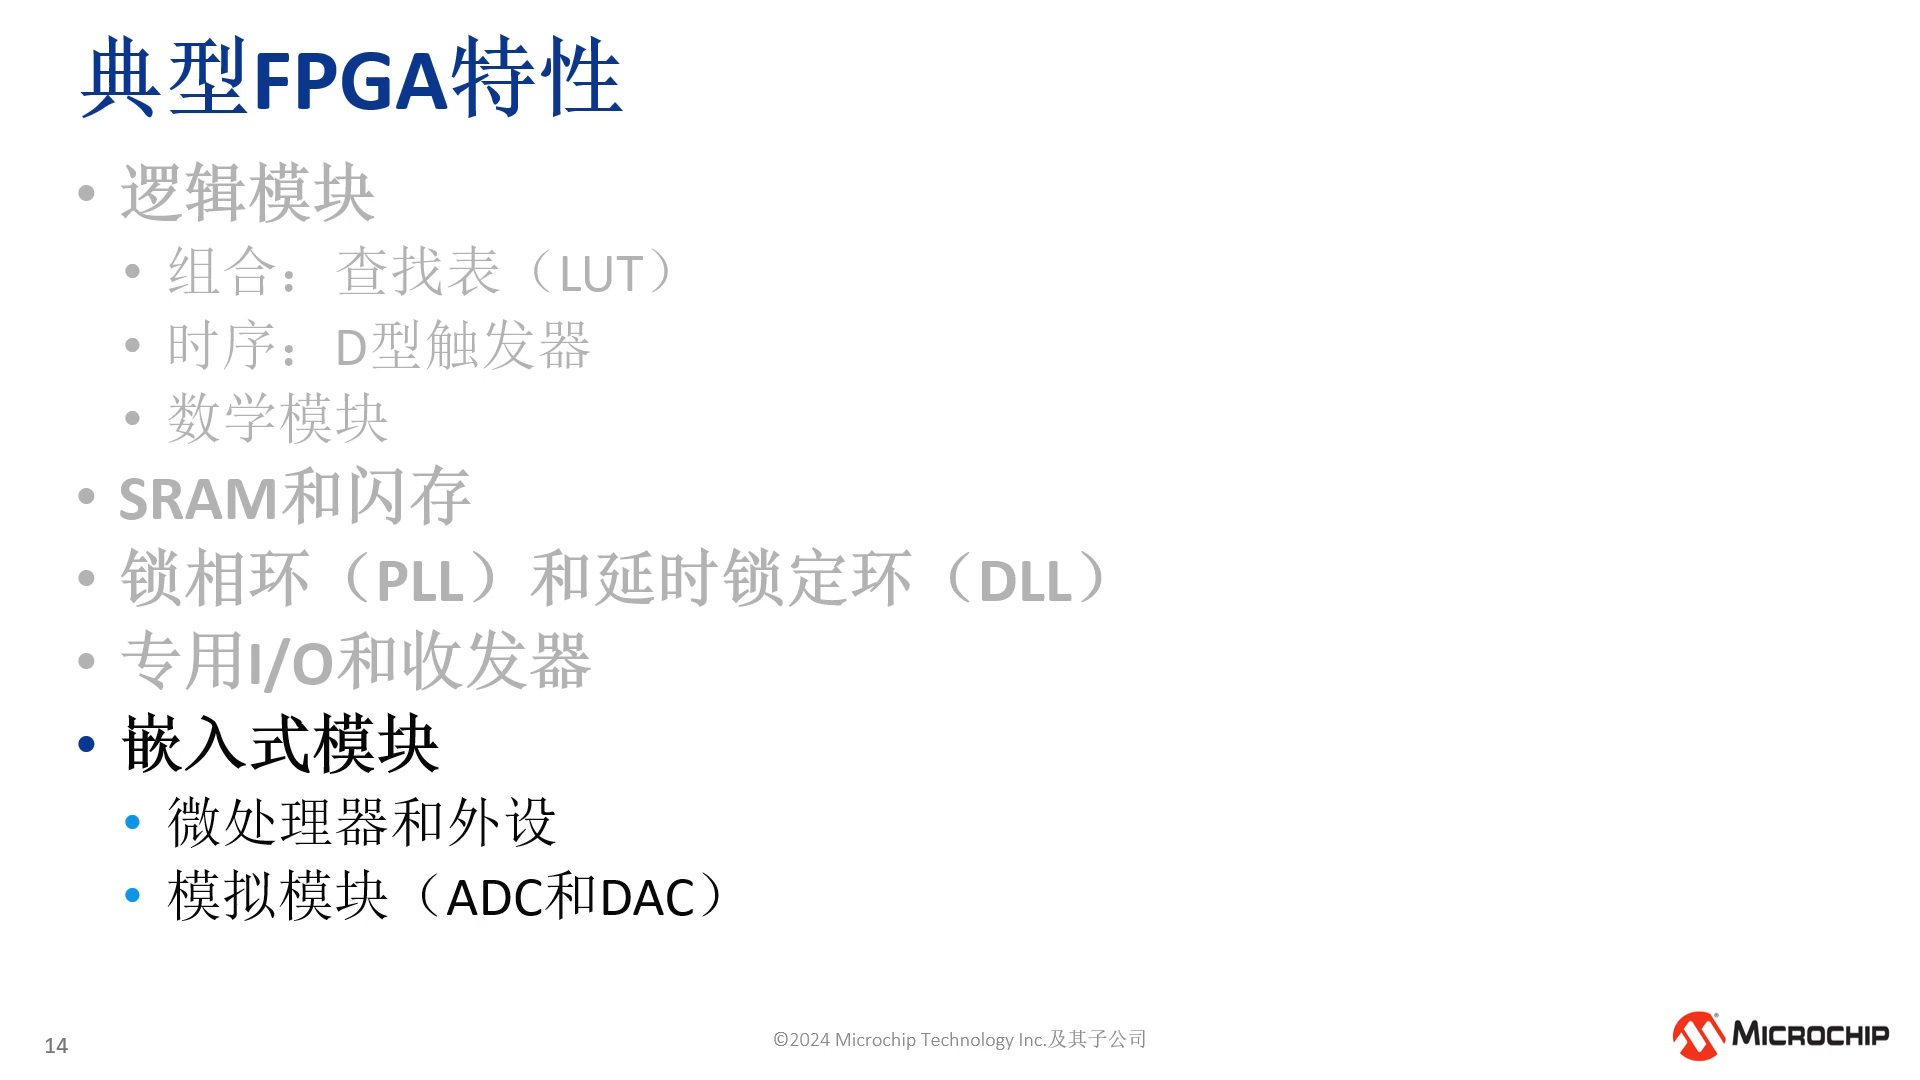 典型FPGA特性
• 逻辑模块
• 组合：查找表（LUT）
• 时序：D型触发器
• 数学模块
• SRAM和闪存
• 锁相环（PLL）和延时锁定环（DLL）
• 专用I/O和收发器
• 嵌入式模块
• 微处理器和外设
• 模拟模块（ADC和DAC）
14
©2024 Microchip Technology Inc.及其子公司
MICROCHIP